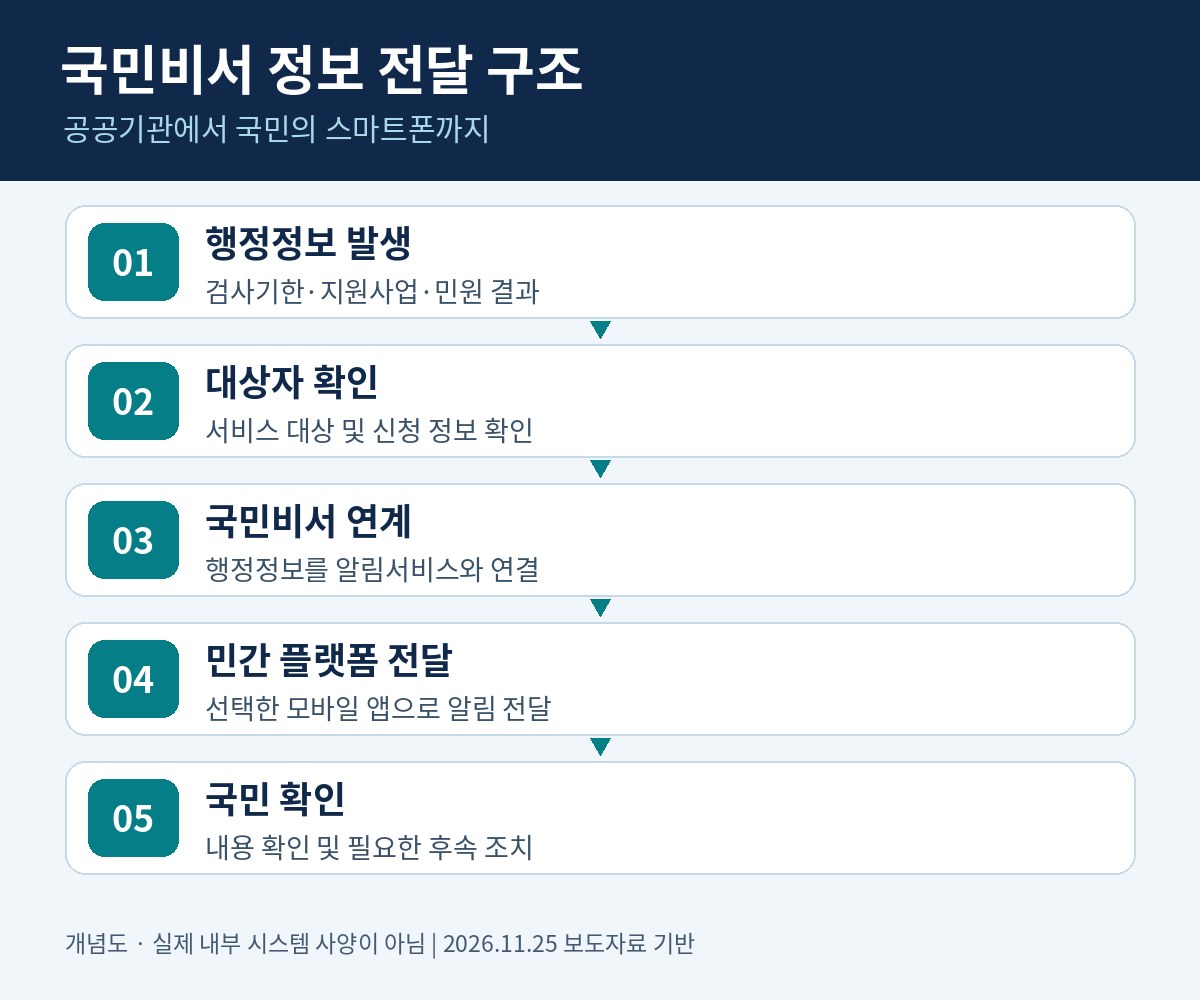 국민비서 정보 전달 구조
공공기관에서 국민의 스마트폰까지
01
행정정보 발생
검사기한·지원사업·민원 결과
02
대상자 확인
서비스 대상 및 신청 정보 확인
03
국민비서 연계
행정정보를 알림서비스와 연결
04
민간 플랫폼 전달
선택한 모바일 앱으로 알림 전달
05
국민 확인
내용 확인 및 필요한 후속 조치
개념도 · 실제 내부 시스템 사양이 아님 | 2026.11.25 보도자료 기반